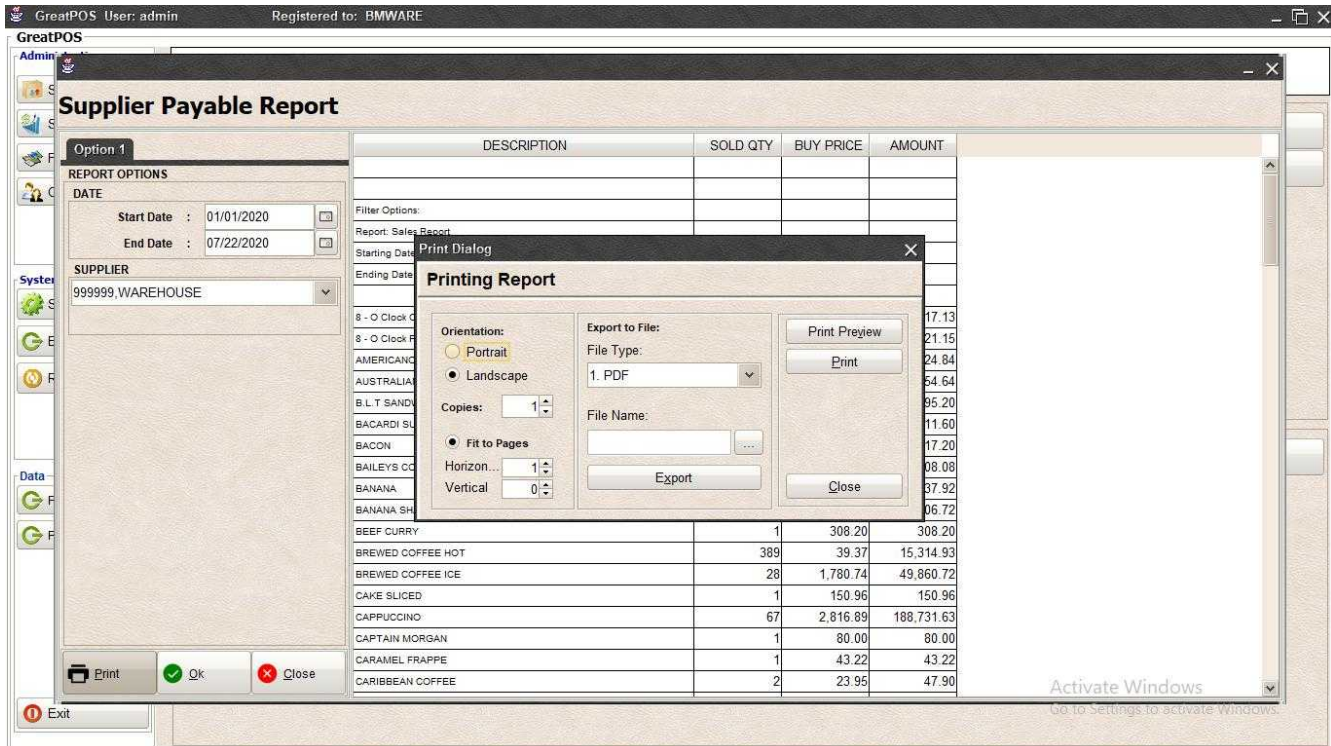 GreatPOS User: admin Registered to: BMWARE
GreatPOS
Supplier Payable Report
Option 1
REPORT OPTIONS
DATE
Start Date : 01/01/2020
End Date : 07/22/2020
SUPPLIER
999999,WAREHOUSE
Print
Ok
Close
Data
Exit
DESCRIPTION SOLD QTY BUY PRICE AMOUNT
Filter Options:
Report: Sales Report
Starting Date
Ending Date
8 - O Clock 17.13
8 - O Clock 21.15
24.84
54.64
B.L.T 95.20
BACARDI 11.60
BACON 17.20
BAILEYS 08.08
BANANA 37.92
BANANA 06.72
BEEF CURRY 1 308.20 308.20
BREWED COFFEE HOT 389 39.37 15,314.93
BREWED COFFEE ICE 28 1,780.74 49,860.72
CAKE SLICED 1 150.96 150.96
CAPPUCCINO 67 2,816.89 188,731.63
CAPTAIN MORGAN 1 80.00 80.00
CARAMEL FRAPPE 1 43.22 43.22
CARIBBEAN COFFEE 2 23.95 47.90
Print Dialog
Printing Report
Orientation:
Portrait
Landscape
Copies: 1
Fit to Pages
Horizon... 1
Vertical 0
Export to File:
File Type:
1. PDF
File Name:
...
Export
Print Preview
Print
Close
Activate Windows
Go to Settings to activate Windows.